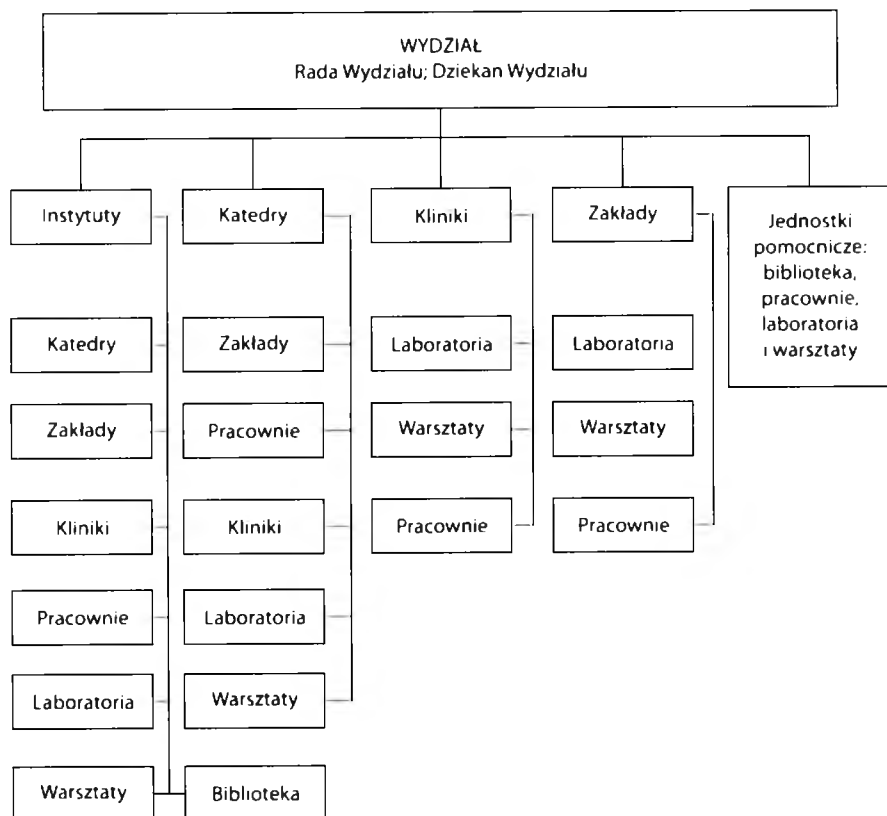 WYDZIAŁ
Rada Wydziału; Dziekan Wydziału
Instytuty
Katedry
Kliniki
Zakłady
Jednostki
pomocnicze:
biblioteka,
pracownie,
laboratoria
i warsztaty
Katedry
Zakłady
Laboratoria
Laboratoria
Zakłady
Pracownie
Warsztaty
Warsztaty
Kliniki
Kliniki
Pracownie
Pracownie
Pracownie
Laboratoria
Laboratoria
Warsztaty
Warsztaty
Biblioteka